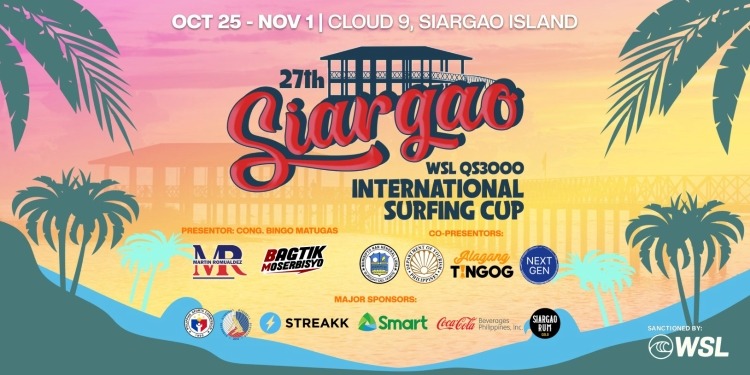 OCT 25 - NOV 1 | CLOUD 9, SIARGAO ISLAND
27th
Siargao
WSL QS3000
INTERNATIONAL
SURFING CUP
PRESENTER: CONG. BINGO MATUGAS
CO-PRESENTERS:
MR
MARTIN ROMUALDEZ
BAGTIK
MOSERBISYO
Alagang
TINGOG
NEXT
GEN
MAJOR SPONSORS:
STREAKK
Smart
Coca-Cola
Beverages
Philippines, Inc.
SIARGAO
RUM
SANCTIONED BY:
WSL